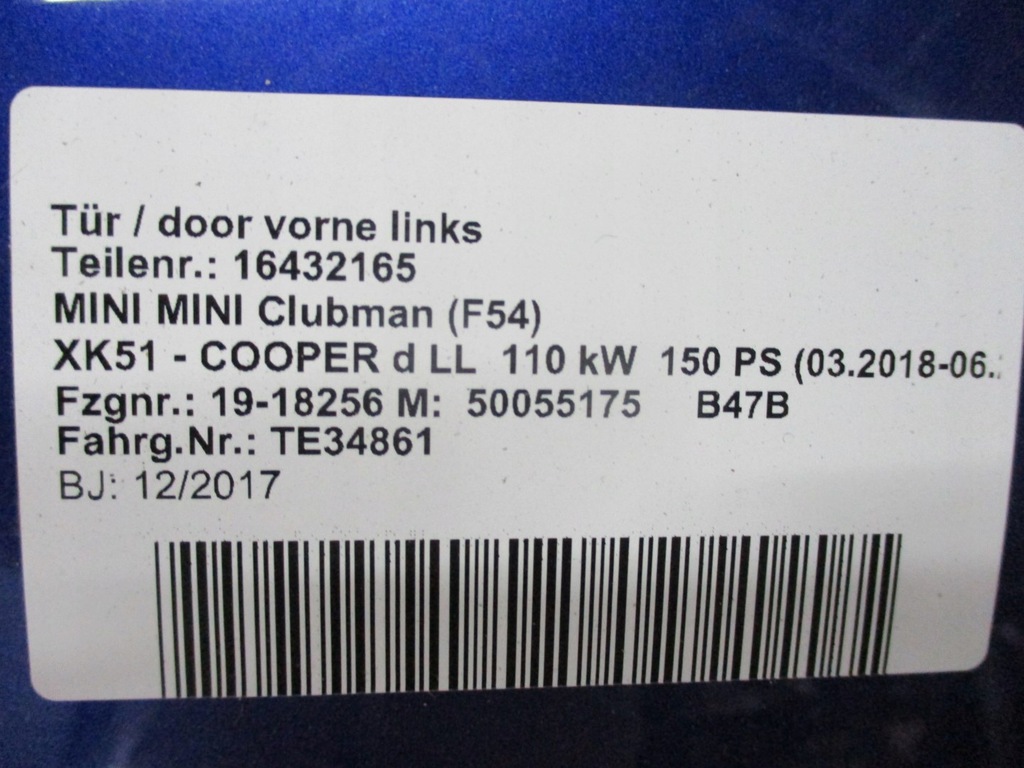 Tür / door vorne links
Teilenr.: 16432165
MINI MINI Clubman (F54)
XK51 - COOPER d LL 110 kW 150 PS (03.2018-06.
Fzgnr.: 19-18256 M: 50055175 B47B
Fahrg.Nr.: TE34861
BJ: 12/2017